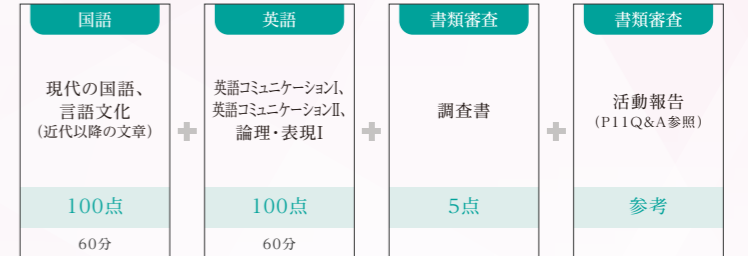 国語
現代の国語、
言語文化
（近代以降の文章）
100点
60分
+
英語
英語コミュニケーションⅠ、
英語コミュニケーションⅡ、
論理・表現Ⅰ
100点
60分
+
書類審査
調査書
5点
+
書類審査
活動報告
（P11Q&A参照）
参考